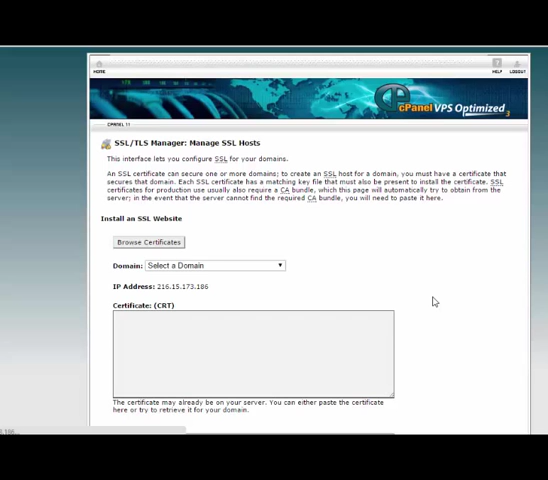 HOME
HELP
LOGOUT
cPanel VPS Optimized 3
CPANEL 11
SSL/TLS Manager: Manage SSL Hosts
This interface lets you configure SSL for your domains.
An SSL certificate can secure one or more domains; to create an SSL host for a domain, you must have a certificate that
secures that domain. Each SSL certificate has a matching key file that must also be present to install the certificate. SSL
certificates for production use usually also require a CA bundle, which this page will automatically try to obtain from the
server; in the event that the server cannot find the required CA bundle, you will need to paste it here.
Install an SSL Website
Browse Certificates
Domain: Select a Domain
IP Address: 216.15.173.186
Certificate: (CRT)
The certificate may already be on your server. You can either paste the certificate
here or try to retrieve it for your domain.